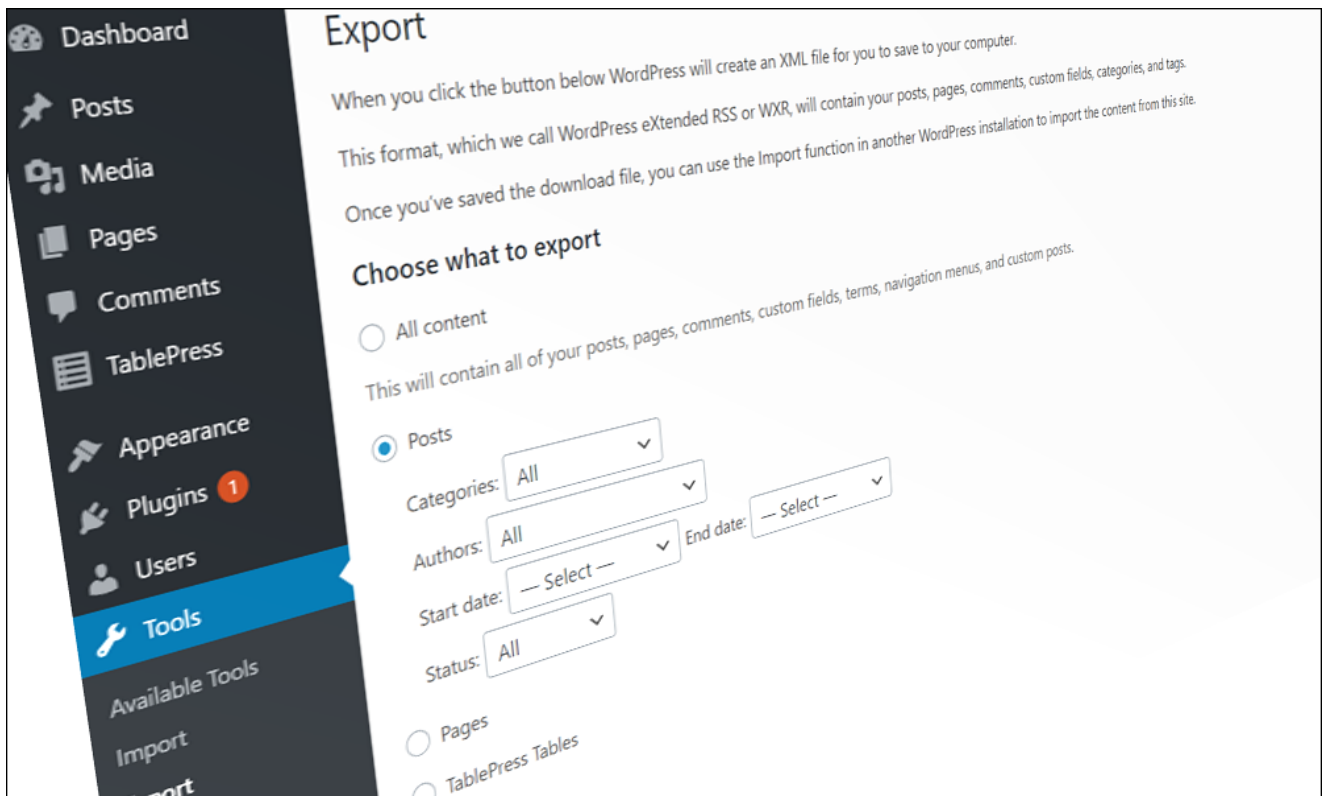 Dashboard
Posts
Media
Pages
Comments
TablePress
Appearance
Plugins 1
Users
Tools
Available Tools
Import
Export
When you click the button below WordPress will create an XML file for you to save to your computer.
This format, which we call WordPress eXtended RSS or WXR, will contain your posts, pages, comments, custom fields, categories, and tags.
Once you've saved the download file, you can use the Import function in another WordPress installation to import the content from this site.
Choose what to export
All content
This will contain all of your posts, pages, comments, custom fields, terms, navigation menus, and custom posts.
Posts
Categories: All
Authors: All
Start date: — Select — End date: — Select —
Status: All
Pages
TablePress Tables